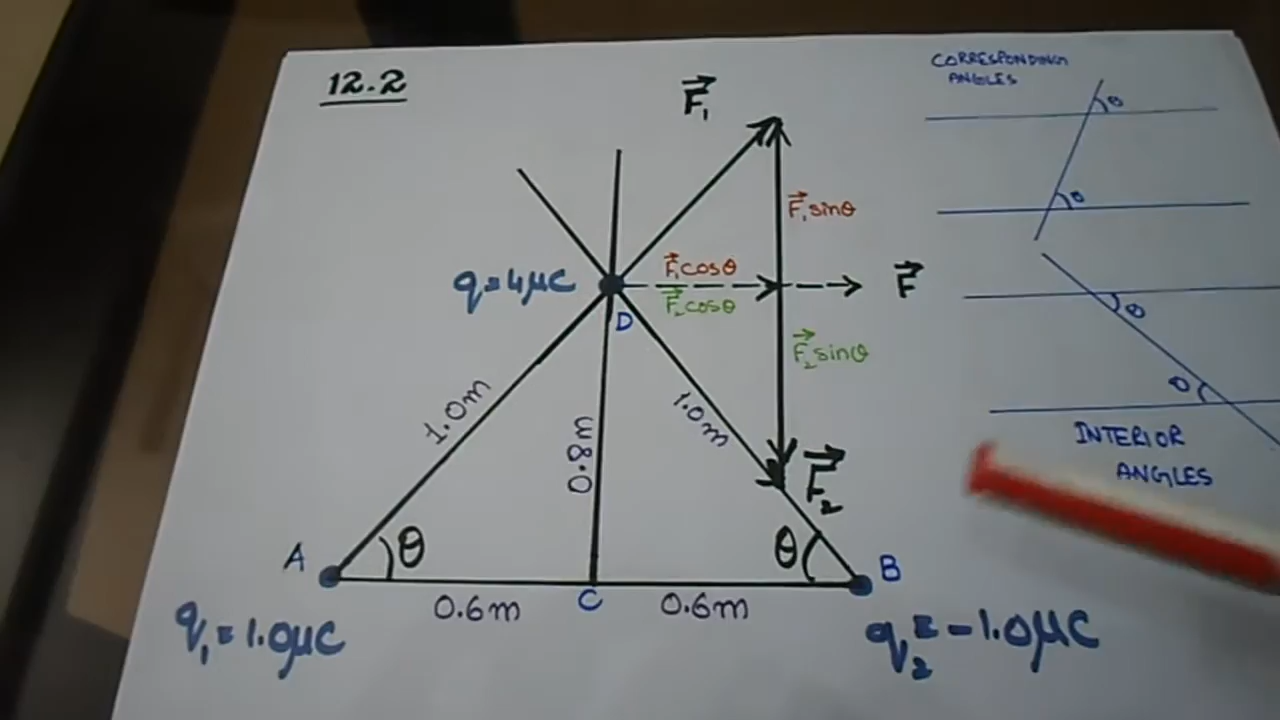 12.2
CORRESPONDING
ANGLES
F₁
θ
θ
F₁sinθ
q=4μC
F₁cosθ
F₂cosθ
F
D
θ
θ
F₂sinθ
1.0m
0.8m
1.0m
INTERIOR
ANGLES
F₂
A
θ
θ
B
0.6m
C
0.6m
q₁=1.0μC
q₂=-1.0μC